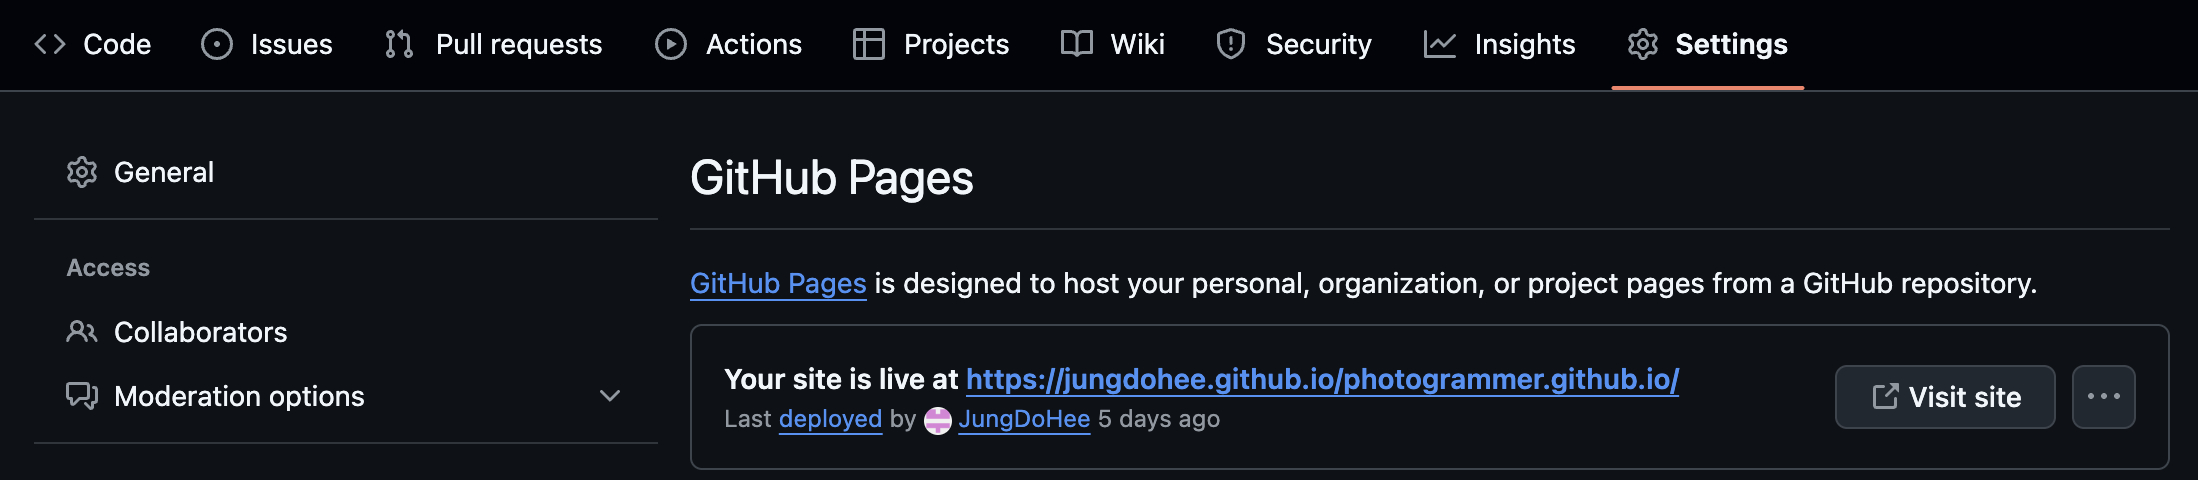 Code Issues Pull requests Actions Projects Wiki Security Insights Settings
General
Access
Collaborators
Moderation options
GitHub Pages
GitHub Pages is designed to host your personal, organization, or project pages from a GitHub repository.
Your site is live at https://jungdohee.github.io/photogrammer.github.io/
Last deployed by JungDoHee 5 days ago
Visit site